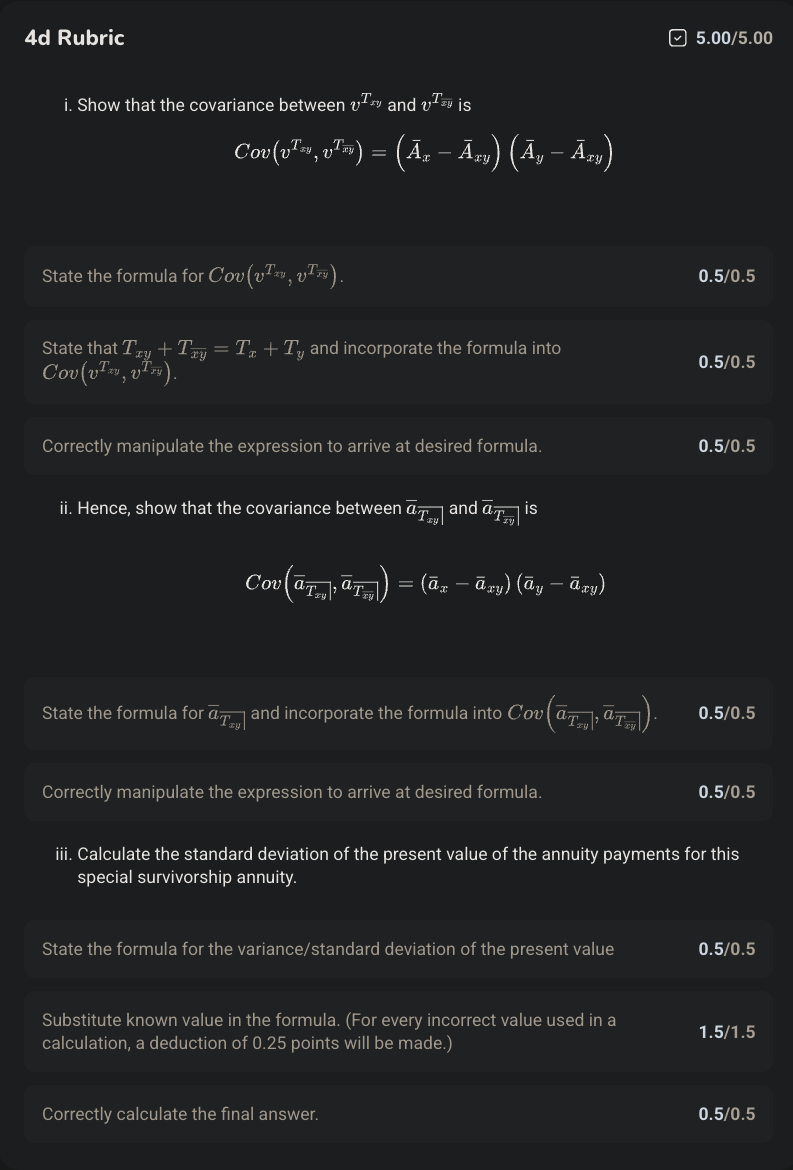 4d Rubric 5.00/5.00
i. Show that the covariance between $v^{T_{xy}}$ and $v^{T_{\overline{xy}}}$ is
$Cov\left(v^{T_{xy}}, v^{T_{\overline{xy}}}\right) = \left(\bar{A}_x - \bar{A}_{xy}\right)\left(\bar{A}_y - \bar{A}_{xy}\right)$
State the formula for $Cov\left(v^{T_{xy}}, v^{T_{\overline{xy}}}\right)$. 0.5/0.5
State that $T_{xy} + T_{\overline{xy}} = T_x + T_y$ and incorporate the formula into
$Cov\left(v^{T_{xy}}, v^{T_{\overline{xy}}}\right)$. 0.5/0.5
Correctly manipulate the expression to arrive at desired formula. 0.5/0.5
ii. Hence, show that the covariance between $\overline{a}_{\overline{T_{xy}}|}$ and $\overline{a}_{\overline{T_{\overline{xy}}}|}$ is
$Cov\left(\overline{a}_{\overline{T_{xy}}|}, \overline{a}_{\overline{T_{\overline{xy}}}|}\right) = \left(\bar{a}_x - \bar{a}_{xy}\right)\left(\bar{a}_y - \bar{a}_{xy}\right)$
State the formula for $\overline{a}_{\overline{T_{xy}}|}$ and incorporate the formula into $Cov\left(\overline{a}_{\overline{T_{xy}}|}, \overline{a}_{\overline{T_{\overline{xy}}}|}\right)$. 0.5/0.5
Correctly manipulate the expression to arrive at desired formula. 0.5/0.5
iii. Calculate the standard deviation of the present value of the annuity payments for this
special survivorship annuity.
State the formula for the variance/standard deviation of the present value 0.5/0.5
Substitute known value in the formula. (For every incorrect value used in a
calculation, a deduction of 0.25 points will be made.) 1.5/1.5
Correctly calculate the final answer. 0.5/0.5